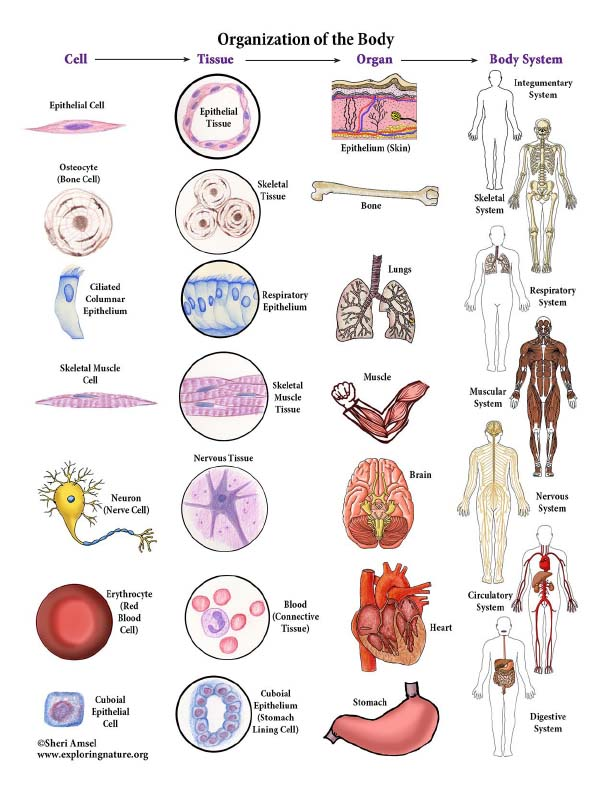 Organization of the Body
Cell
Tissue
Organ
Body System
Epithelial Cell
Epithelial
Tissue
Epithelium (Skin)
Integumentary
System
Osteocyte
(Bone Cell)
Skeletal
Tissue
Bone
Skeletal
System
Ciliated
Columnar
Epithelium
Respiratory
Epithelium
Lungs
Respiratory
System
Skeletal Muscle
Cell
Skeletal
Muscle
Tissue
Muscle
Muscular
System
Neuron
(Nerve Cell)
Nervous Tissue
Brain
Nervous
System
Erythrocyte
(Red
Blood
Cell)
Blood
(Connective
Tissue)
Heart
Circulatory
System
Cuboial
Epithelial
Cell
Cuboial
Epithelium
(Stomach
Lining Cell)
Stomach
Digestive
System
©Sheri Amsel
www.exploringnature.org